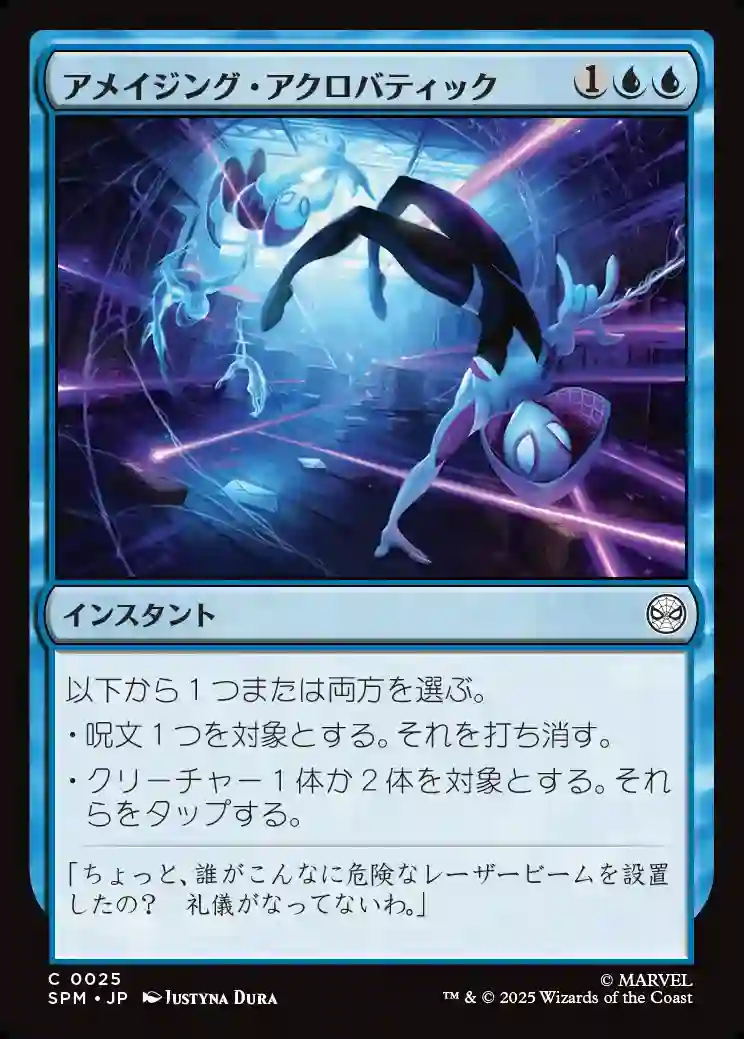 アメイジング・アクロバティック 1
インスタント
以下から１つまたは両方を選ぶ。
・呪文１つを対象とする。それを打ち消す。
・クリーチャー１体か２体を対象とする。それ
らをタップする。
「ちょっと、誰がこんなに危険なレーザービームを設置
したの？　礼儀がなってないわ。」
C 0025
SPM・JP Justyna Dura
© MARVEL
™ & © 2025 Wizards of the Coast